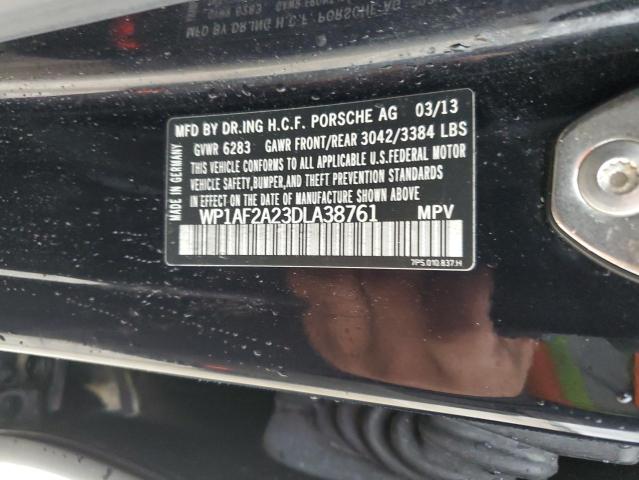 MFD BY DR.ING H.C.F. PORSCHE AG 03/13
GVWR 6283 GAWR FRONT/REAR 3042/3384 LBS
THIS VEHICLE CONFORMS TO ALL APPLICABLE U.S.FEDERAL MOTOR
VEHICLE SAFETY,BUMPER,AND THEFT PREVENTION STANDARDS
IN EFFECT ON THE DATE OF MANUFACTURE SHOWN ABOVE
WP1AF2A23DLA38761 MPV
7P5.010.837.H
MADE IN GERMANY